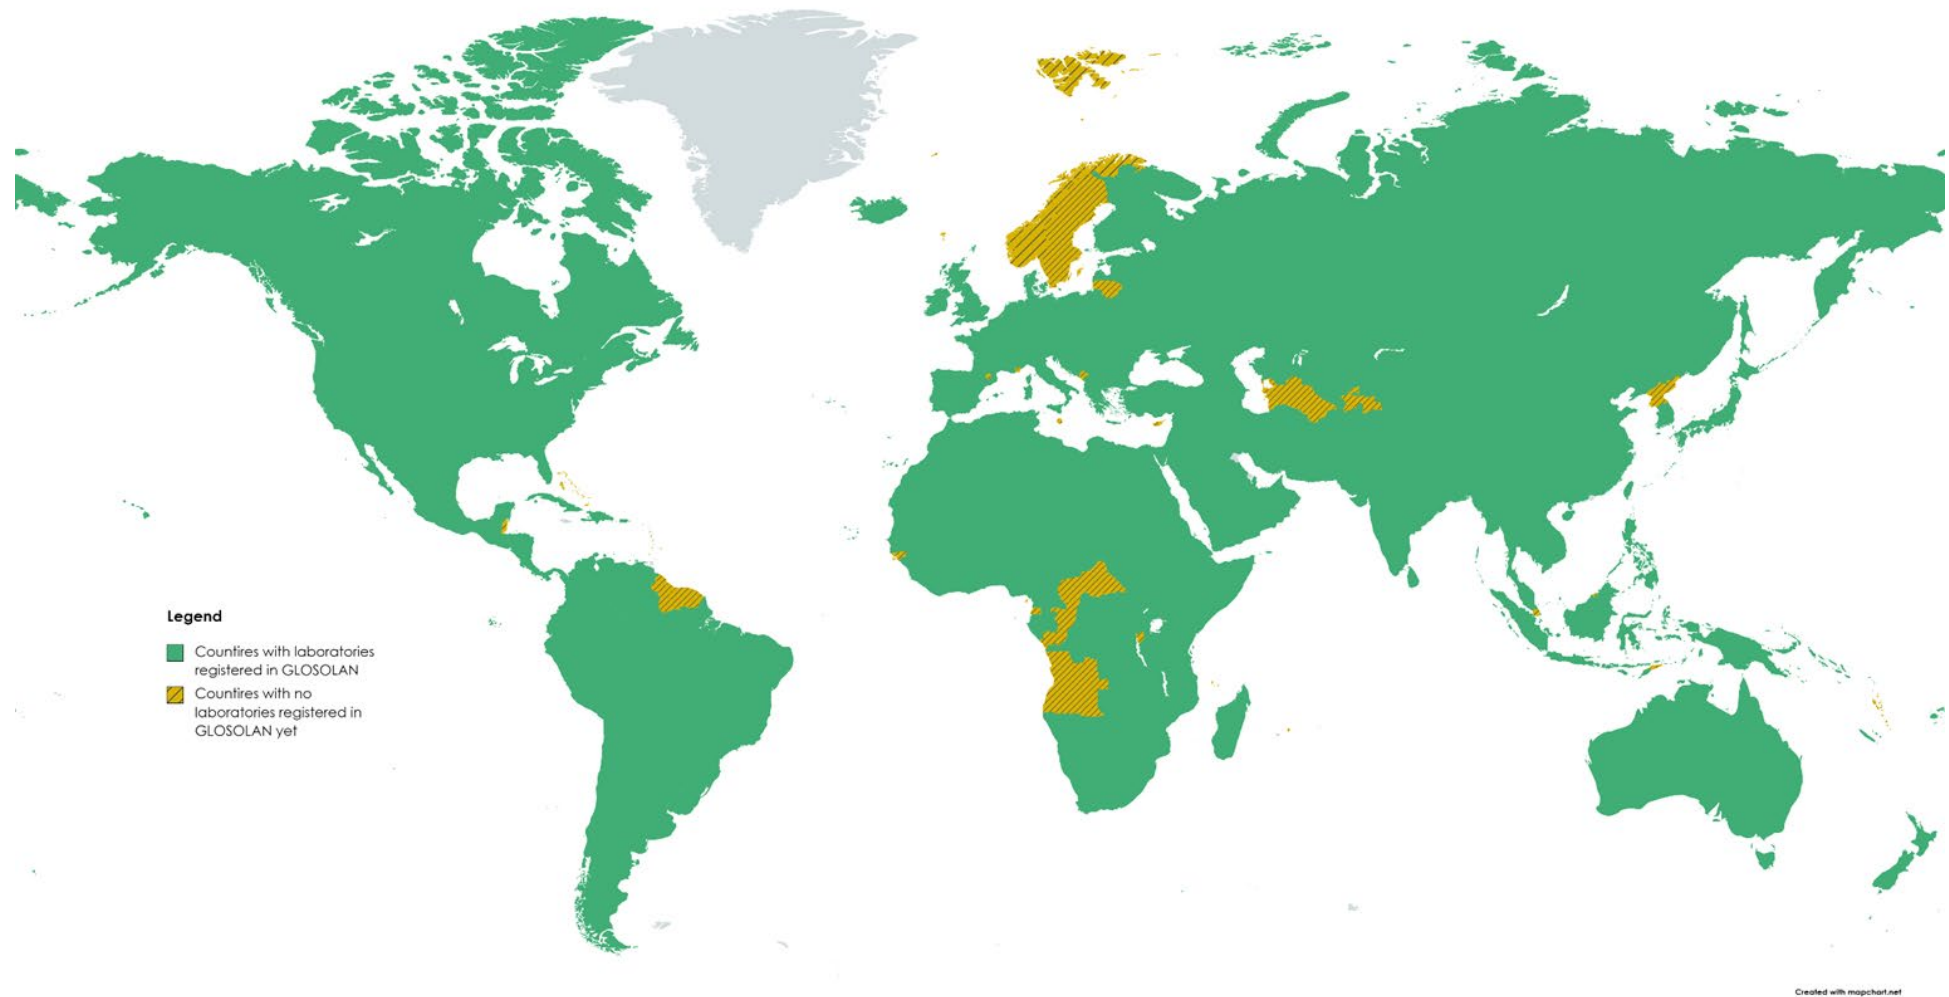 Legend
Countires with laboratories
registered in GLOSOLAN
Countires with no
laboratories registered in
GLOSOLAN yet
Created with mapchart.net